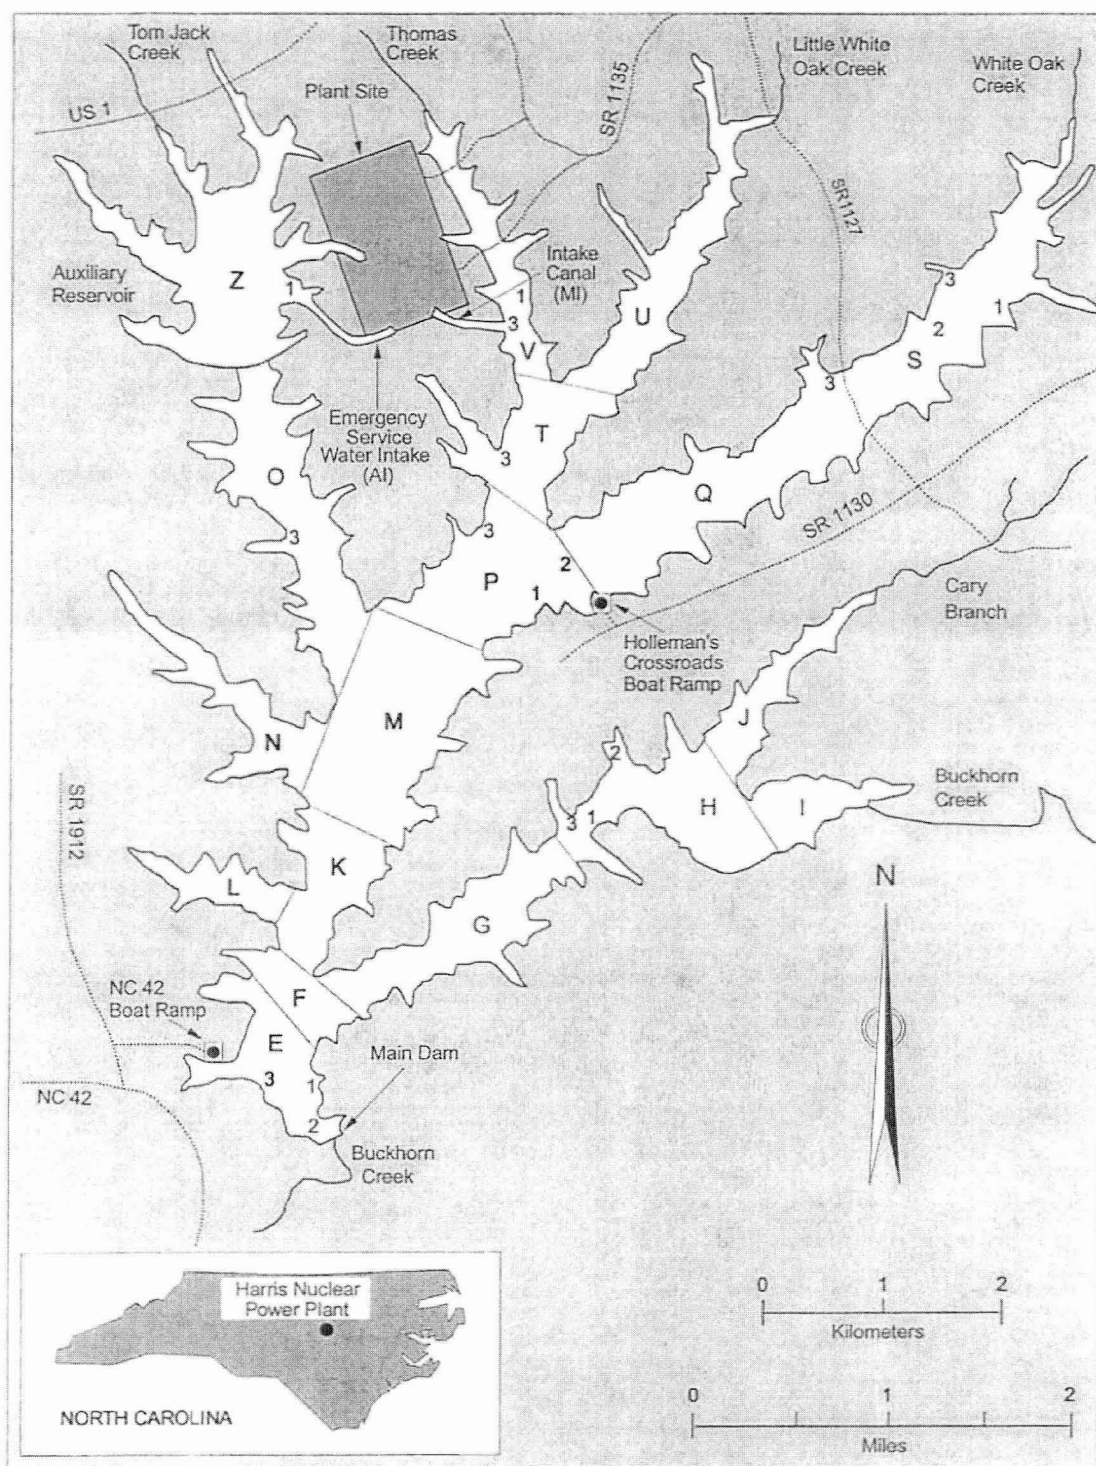 Tom Jack
Creek
Thomas
Creek
Little White
Oak Creek
White Oak
Creek
Plant Site
US 1
SR 1135
SR1127
Intake
Canal
(MI)
Auxiliary
Reservoir
Z
1
1
3
V
U
3
1
2
S
3
Emergency
Service
Water Intake
(AI)
T
3
O
Q
3
3
SR 1130
P
2
1
Cary
Branch
Holleman's
Crossroads
Boat Ramp
M
J
N
2
SR 1912
H
I
Buckhorn
Creek
3
1
K
L
G
N
NC 42
Boat Ramp
F
E
Main Dam
3
1
NC 42
2
Buckhorn
Creek
Harris Nuclear
Power Plant
NORTH CAROLINA
0
1
2
Kilometers
0
1
2
Miles